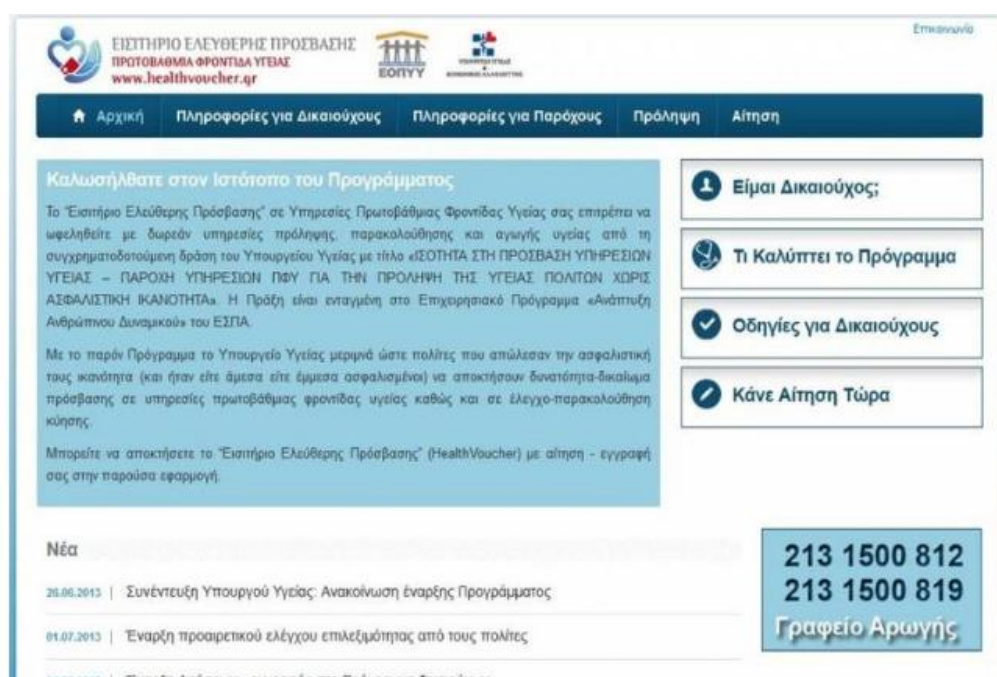 Επικοινωνία
ΕΙΣΙΤΗΡΙΟ ΕΛΕΥΘΕΡΗΣ ΠΡΟΣΒΑΣΗΣ
ΠΡΩΤΟΒΑΘΜΙΑ ΦΡΟΝΤΙΔΑ ΥΓΕΙΑΣ
www.healthvoucher.gr
ΕΟΠΥΥ
Αρχική Πληροφορίες για Δικαιούχους Πληροφορίες για Παρόχους Πρόληψη Αίτηση
Καλωσήλθατε στον Ιστότοπο του Προγράμματος
Το "Εισιτήριο Ελεύθερης Πρόσβασης" σε Υπηρεσίες Πρωτοβάθμιας Φροντίδας Υγείας σας επιτρέπει να
ωφεληθείτε με δωρεάν υπηρεσίες πρόληψης, παρακολούθησης και αγωγής υγείας από τη
συγχρηματοδοτούμενη δράση του Υπουργείου Υγείας με τίτλο «ΙΣΟΤΗΤΑ ΣΤΗ ΠΡΟΣΒΑΣΗ ΥΠΗΡΕΣΙΩΝ
ΥΓΕΙΑΣ – ΠΑΡΟΧΗ ΥΠΗΡΕΣΙΩΝ ΠΦΥ ΓΙΑ ΤΗΝ ΠΡΟΛΗΨΗ ΤΗΣ ΥΓΕΙΑΣ ΠΟΛΙΤΩΝ ΧΩΡΙΣ
ΑΣΦΑΛΙΣΤΙΚΗ ΙΚΑΝΟΤΗΤΑ». Η Πράξη είναι ενταγμένη στο Επιχειρησιακό Πρόγραμμα «Ανάπτυξη
Ανθρώπινου Δυναμικού» του ΕΣΠΑ.
Με το παρόν Πρόγραμμα το Υπουργείο Υγείας μεριμνά ώστε πολίτες που απώλεσαν την ασφαλιστική
τους ικανότητα (και ήταν είτε άμεσα είτε έμμεσα ασφαλισμένοι) να αποκτήσουν δυνατότητα-δικαίωμα
πρόσβασης σε υπηρεσίες πρωτοβάθμιας φροντίδας υγείας καθώς και σε έλεγχο-παρακολούθηση
κύησης.
Μπορείτε να αποκτήσετε το "Εισιτήριο Ελεύθερης Πρόσβασης" (HealthVoucher) με αίτηση - εγγραφή
σας στην παρούσα εφαρμογή.
Είμαι Δικαιούχος;
Τι Καλύπτει το Πρόγραμμα
Οδηγίες για Δικαιούχους
Κάνε Αίτηση Τώρα
Νέα
26.06.2013 | Συνέντευξη Υπουργού Υγείας: Ανακοίνωση έναρξης Προγράμματος
01.07.2013 | Έναρξη προαιρετικού ελέγχου επιλεξιμότητας από τους πολίτες
213 1500 812
213 1500 819
Γραφείο Αρωγής